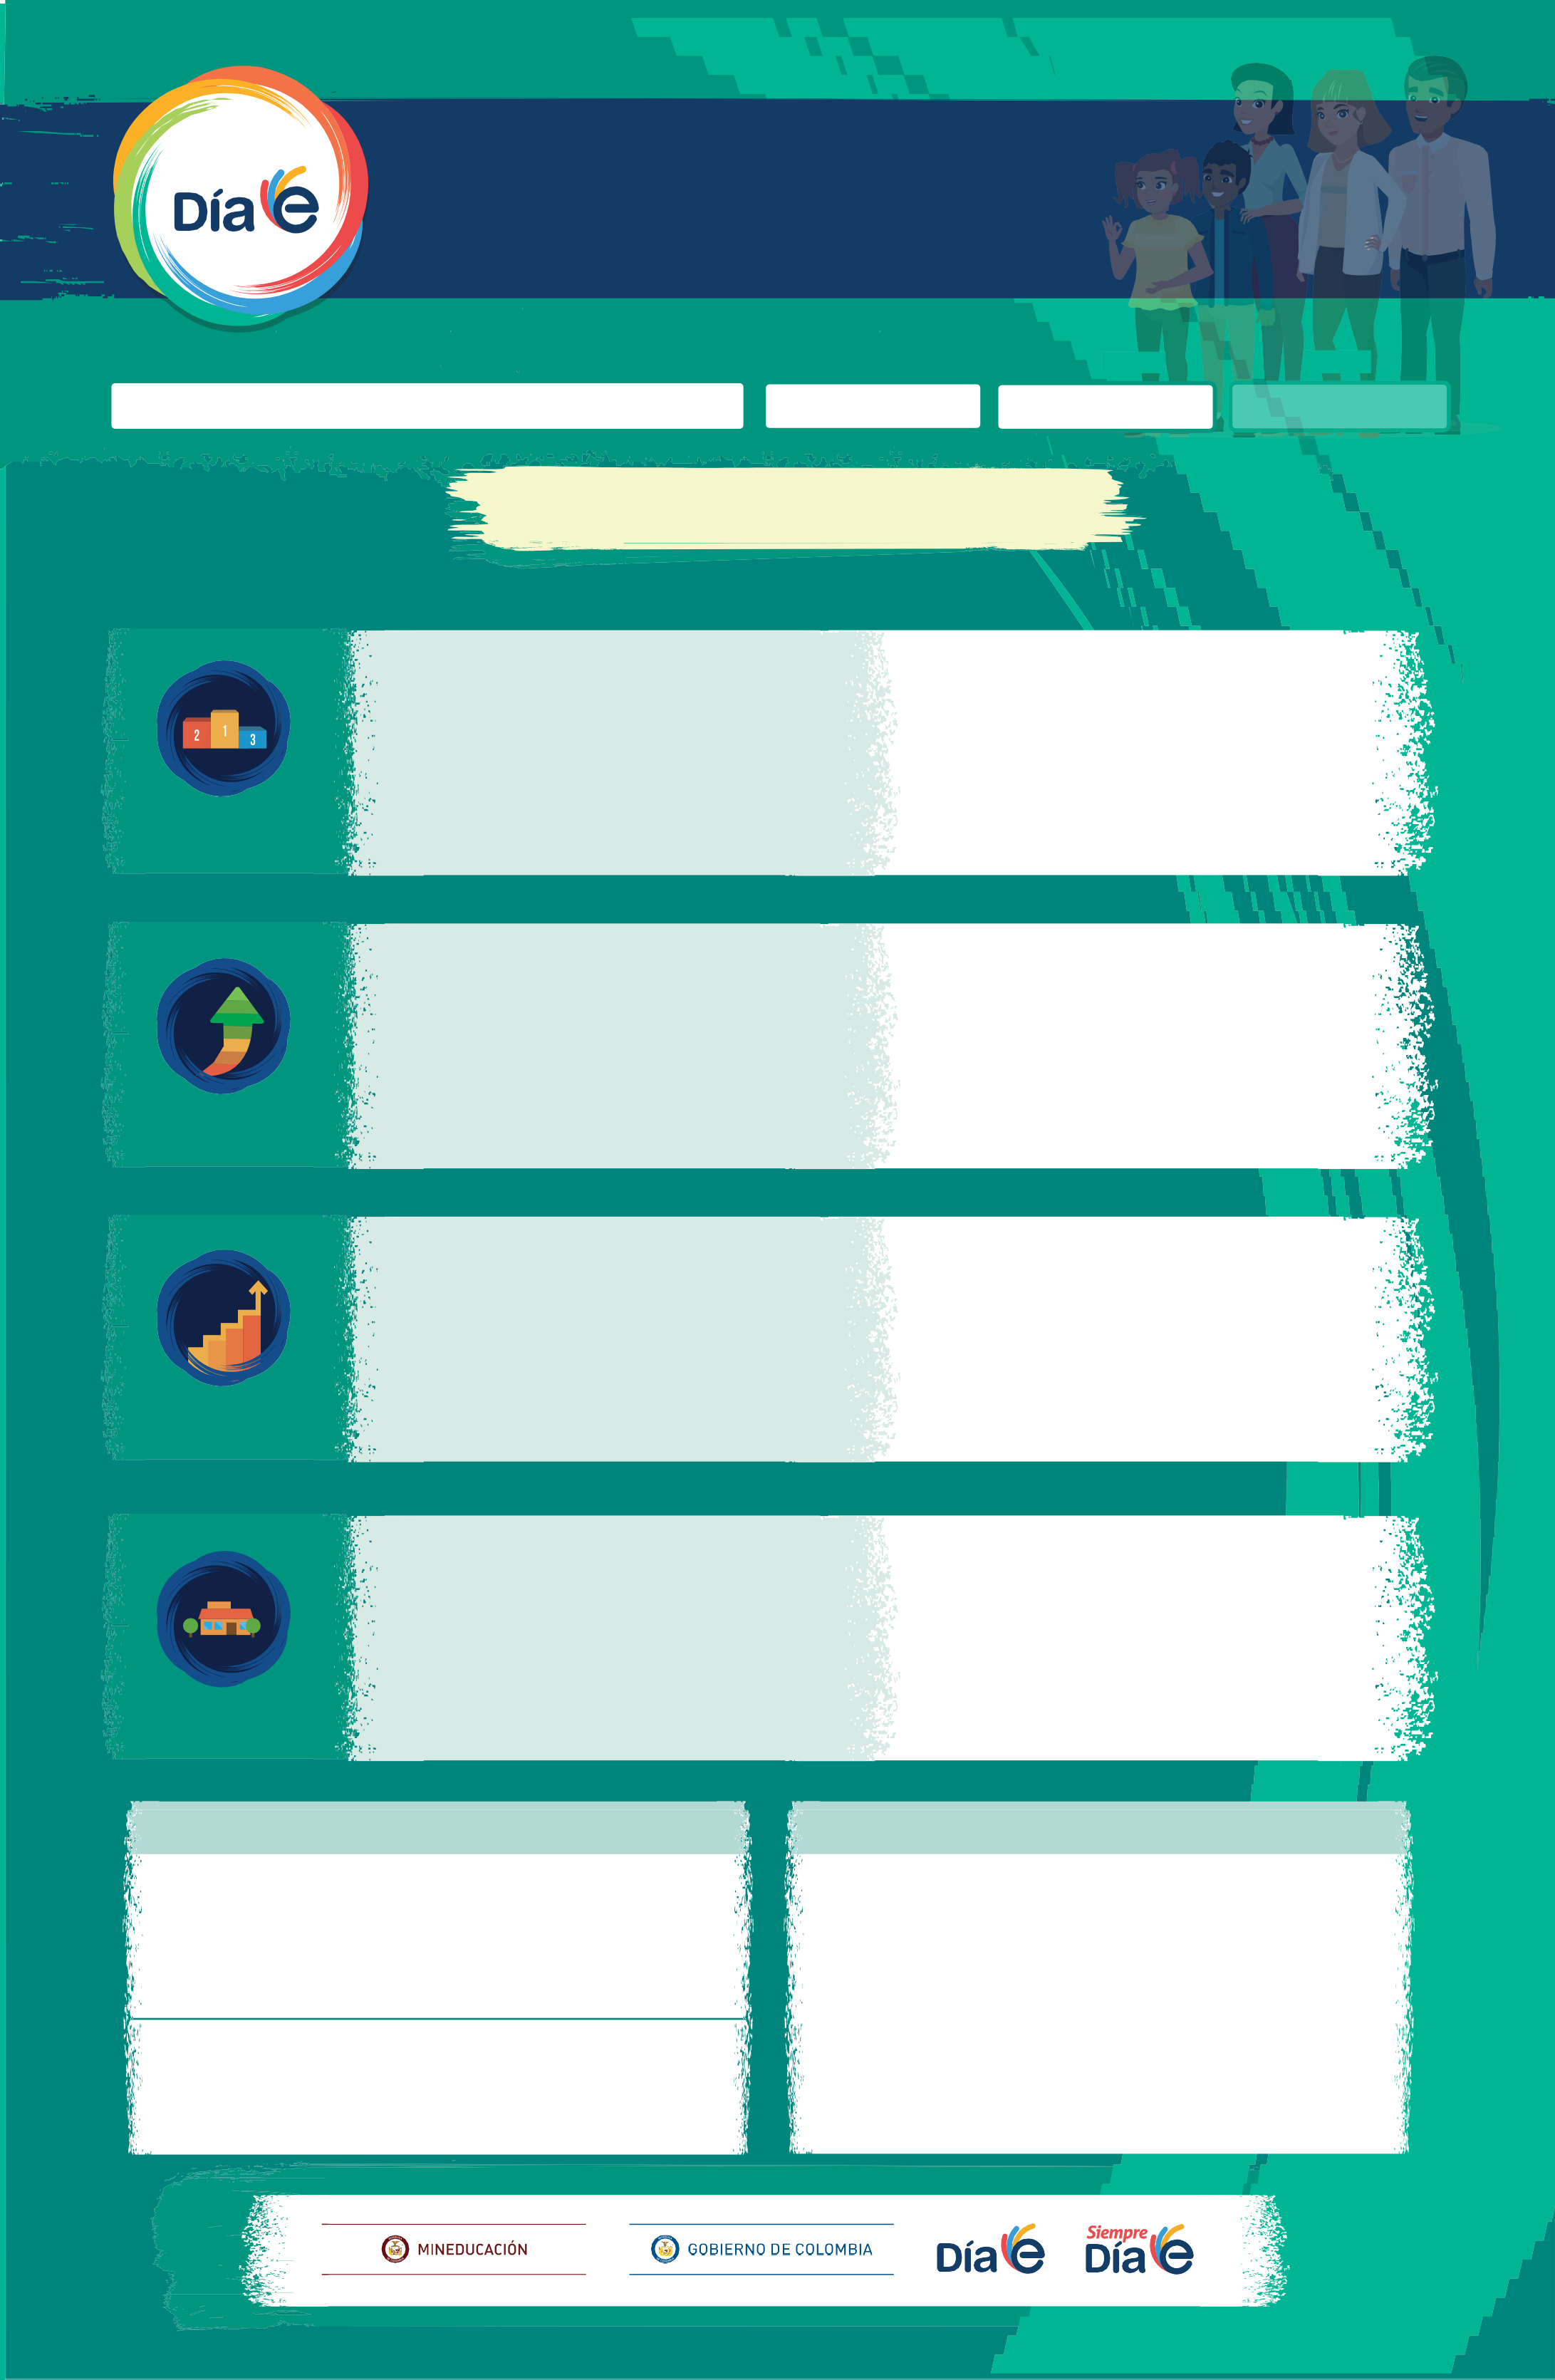 Día e
2 1 3
MINEDUCACIÓN
GOBIERNO DE COLOMBIA
Día e
Siempre
Día e